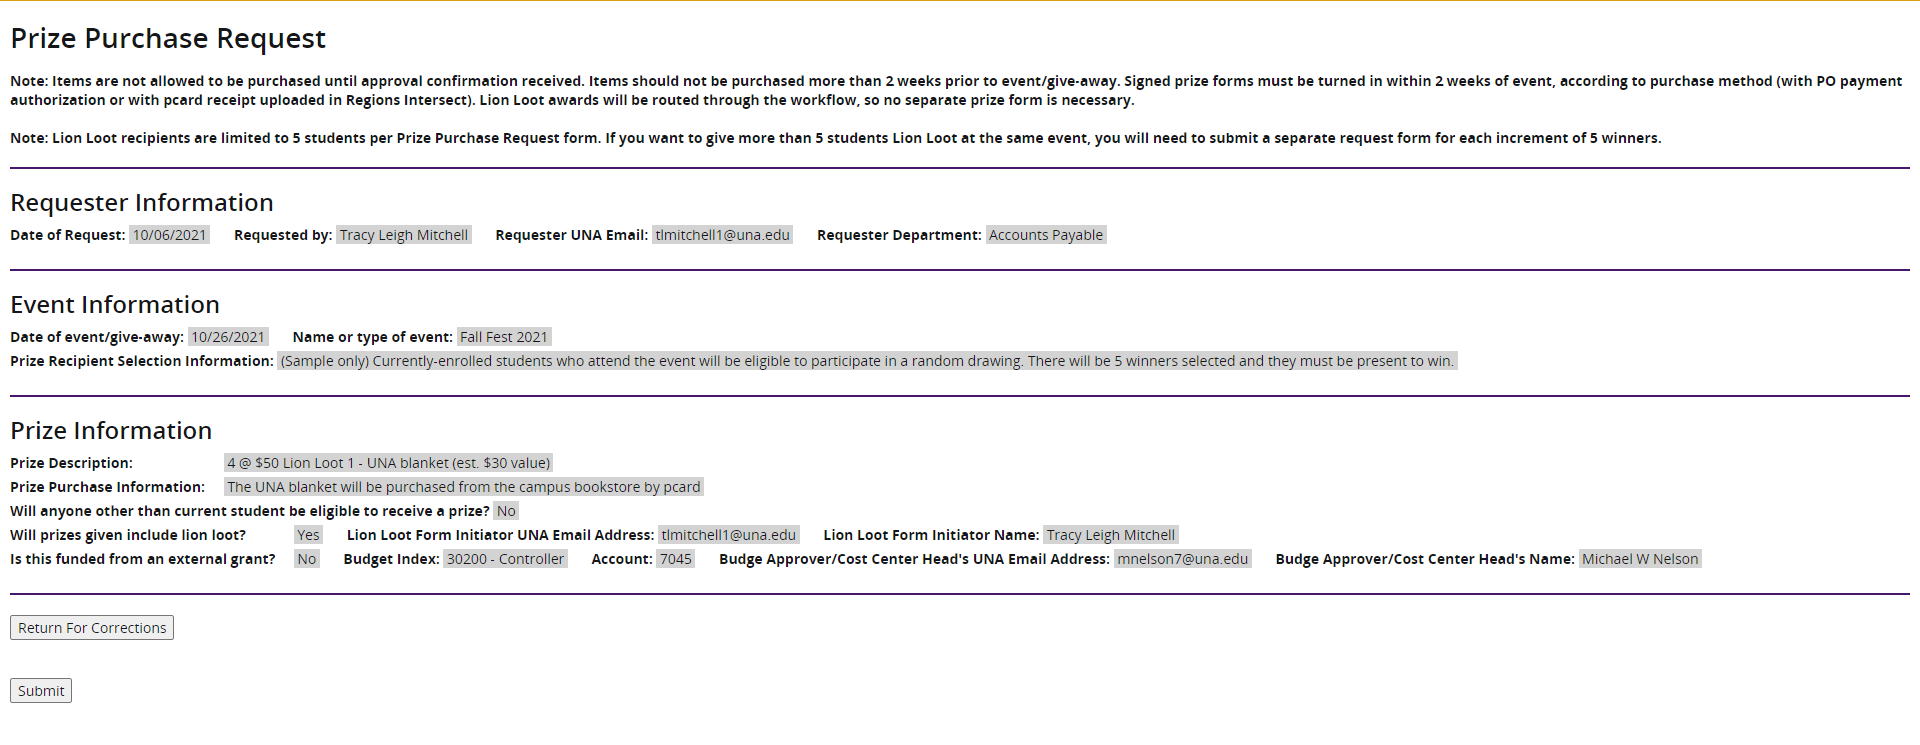 Prize Purchase Request
Note: Items are not allowed to be purchased until approval confirmation received. Items should not be purchased more than 2 weeks prior to event/give-away. Signed prize forms must be turned in within 2 weeks of event, according to purchase method (with PO payment
authorization or with pcard receipt uploaded in Regions Intersect). Lion Loot awards will be routed through the workflow, so no separate prize form is necessary.
Note: Lion Loot recipients are limited to 5 students per Prize Purchase Request form. If you want to give more than 5 students Lion Loot at the same event, you will need to submit a separate request form for each increment of 5 winners.
Requester Information
Date of Request: 10/06/2021 Requested by: Tracy Leigh Mitchell Requester UNA Email: tlmitchell1@una.edu Requester Department: Accounts Payable
Event Information
Date of event/give-away: 10/26/2021 Name or type of event: Fall Fest 2021
Prize Recipient Selection Information: (Sample only) Currently-enrolled students who attend the event will be eligible to participate in a random drawing. There will be 5 winners selected and they must be present to win.
Prize Information
Prize Description: 4 @ $50 Lion Loot 1 - UNA blanket (est. $30 value)
Prize Purchase Information: The UNA blanket will be purchased from the campus bookstore by pcard
Will anyone other than current student be eligible to receive a prize? No
Will prizes given include lion loot? Yes Lion Loot Form Initiator UNA Email Address: tlmitchell1@una.edu Lion Loot Form Initiator Name: Tracy Leigh Mitchell
Is this funded from an external grant? No Budget Index: 30200 - Controller Account: 7045 Budge Approver/Cost Center Head's UNA Email Address: mnelson7@una.edu Budge Approver/Cost Center Head's Name: Michael W Nelson
Return For Corrections
Submit